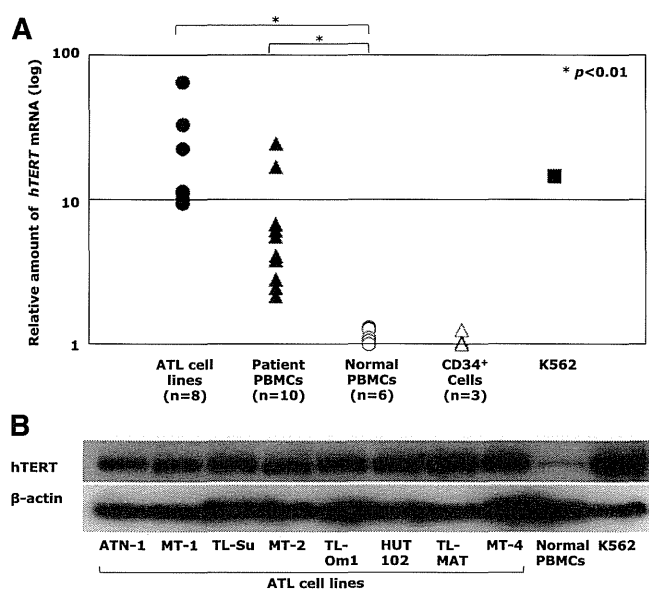 A
*
*
* p<0.01
Relative amount of hTERT mRNA (log)
100
10
1
ATL cell lines (n=8)
Patient PBMCs (n=10)
Normal PBMCs (n=6)
CD34+ Cells (n=3)
K562
B
hTERT
β-actin
ATN-1 MT-1 TL-Su MT-2 TL-Om1 HUT 102 TL-MAT MT-4 Normal PBMCs K562
ATL cell lines